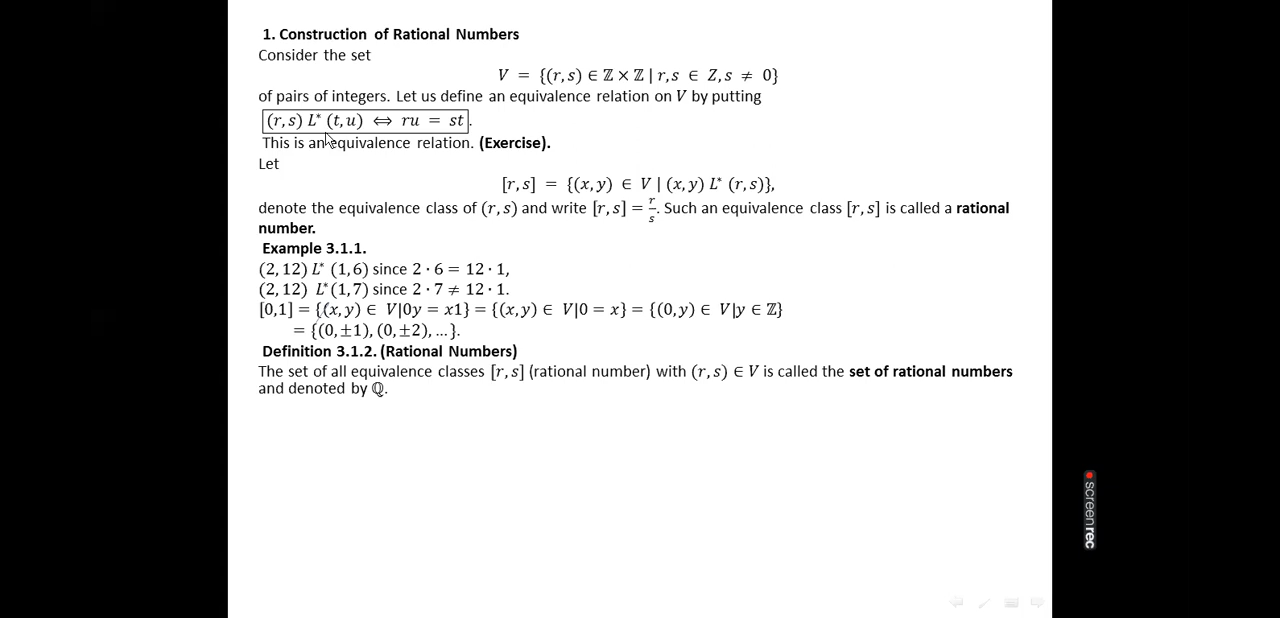 1. Construction of Rational Numbers
Consider the set
V = {(r, s) ∈ ℤ × ℤ | r, s ∈ Z, s ≠ 0}
of pairs of integers. Let us define an equivalence relation on V by putting
(r, s) L* (t, u) ⟺ ru = st.
This is an equivalence relation. (Exercise).
Let
[r, s] = {(x, y) ∈ V | (x, y) L* (r, s)},
denote the equivalence class of (r, s) and write [r, s] = r/s. Such an equivalence class [r, s] is called a rational
number.
Example 3.1.1.
(2, 12) L* (1, 6) since 2 · 6 = 12 · 1,
(2, 12) L* (1, 7) since 2 · 7 ≠ 12 · 1.
[0,1] = {(x, y) ∈ V|0y = x1} = {(x, y) ∈ V|0 = x} = {(0, y) ∈ V|y ∈ ℤ}
= {(0, ±1), (0, ±2), ... }.
Definition 3.1.2. (Rational Numbers)
The set of all equivalence classes [r, s] (rational number) with (r, s) ∈ V is called the set of rational numbers
and denoted by ℚ.
screenrec